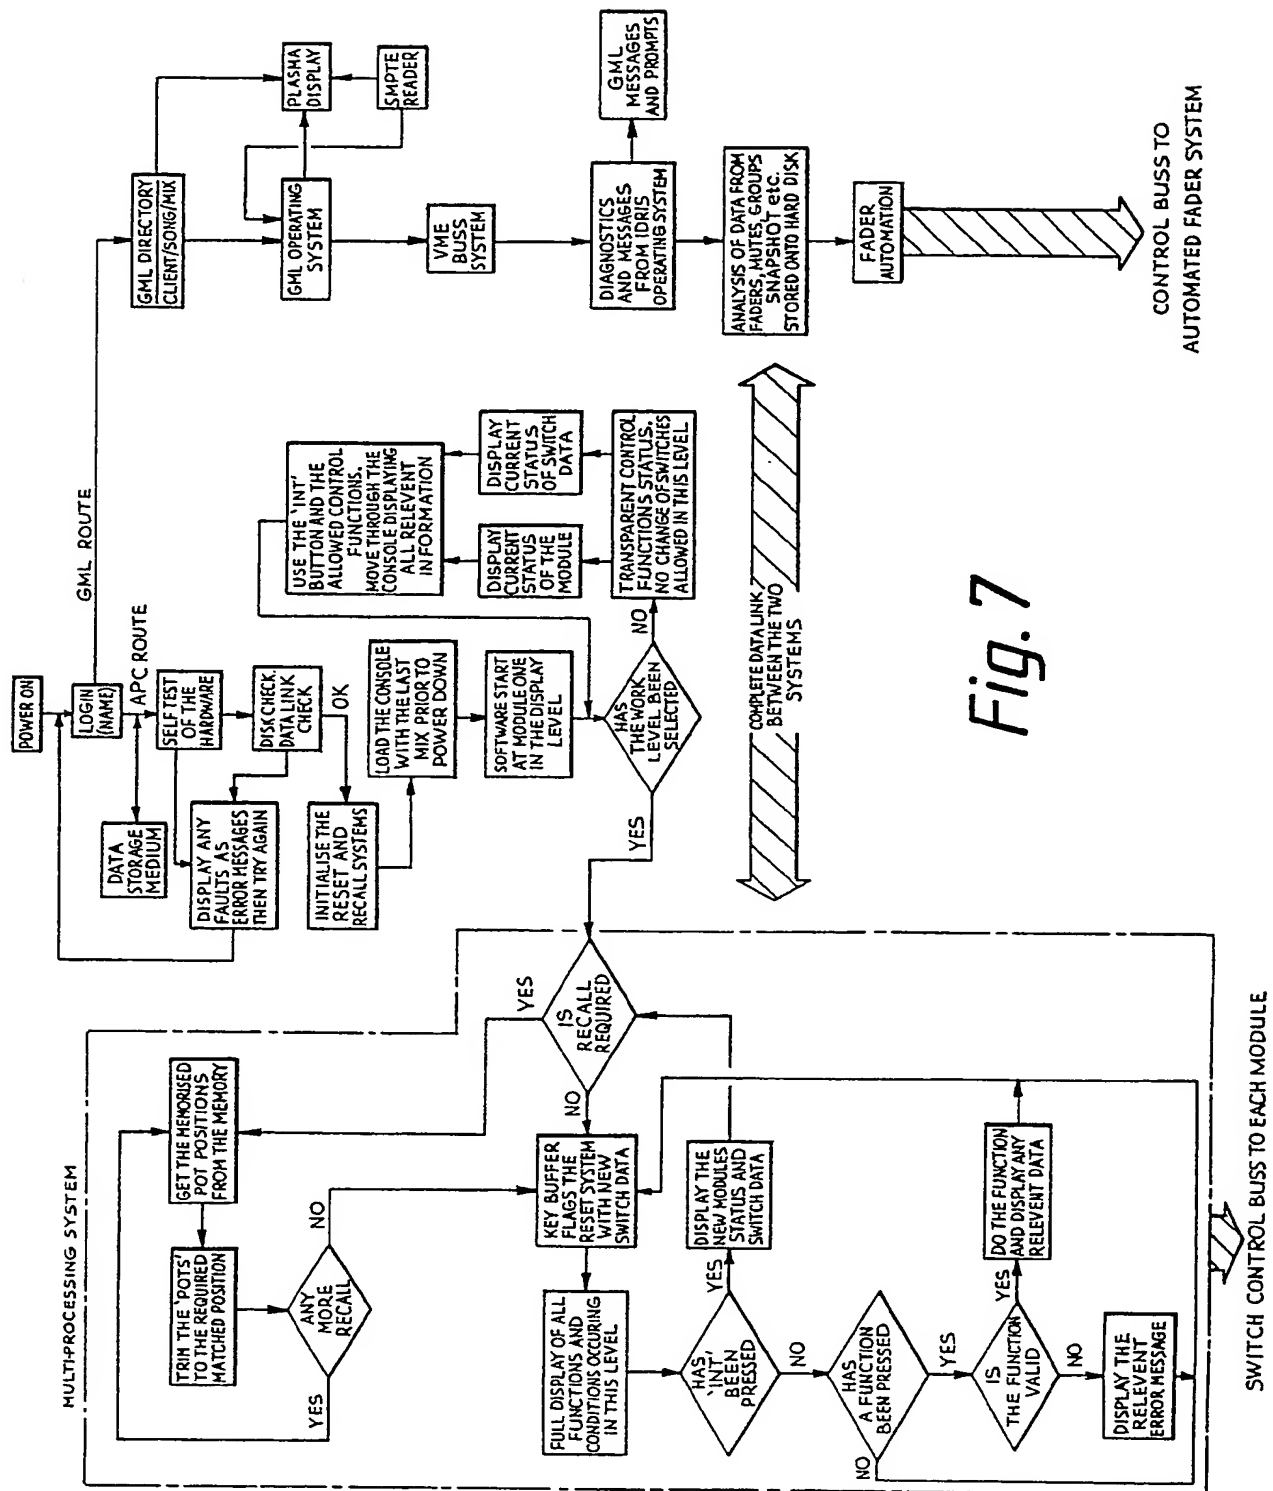 POWER ON
LOGIN
(NAME)
GML ROUTE
APC ROUTE
GML DIRECTORY
CLIENT/SONG/MIX
PLASMA
DISPLAY
SMPTE
READER
GML OPERATING
SYSTEM
VME
BUSS
SYSTEM
DIAGNOSTICS
AND MESSAGES
FROM IDRIS
OPERATING SYSTEM
GML
MESSAGES
AND PROMPTS
ANALYSIS OF DATA FROM
FADERS, MUTES, GROUPS
SNAPSHOT etc.
STORED ONTO HARD DISK
FADER
AUTOMATION
CONTROL BUSS TO
AUTOMATED FADER SYSTEM
DATA
STORAGE
MEDIUM
SELF TEST
OF THE
HARDWARE
DISK CHECK.
DATA LINK
CHECK
OK
DISPLAY ANY
FAULTS AS
ERROR MESSAGES
THEN TRY AGAIN
INITIALISE THE
RESET AND
RECALL SYSTEMS
LOAD THE CONSOLE
WITH THE LAST
MIX PRIOR TO
POWER DOWN
SOFTWARE START
AT MODULE ONE
IN THE DISPLAY
LEVEL
HAS
THE WORK
LEVEL BEEN
SELECTED
NO
YES
USE THE 'INT'
BUTTON AND THE
ALLOWED CONTROL
FUNCTIONS.
MOVE THROUGH THE
CONSOLE DISPLAYING
ALL RELEVENT
INFORMATION
DISPLAY
CURRENT
STATUS
OF THE
MODULE
DISPLAY
CURRENT
STATUS
OF SWITCH
DATA
TRANSPARENT CONTROL
FUNCTIONS STATUS.
NO CHANGE OF SWITCHES
ALLOWED IN THIS LEVEL
COMPLETE DATA LINK
BETWEEN THE TWO
SYSTEMS
Fig. 7
MULTI-PROCESSING SYSTEM
GET THE MEMORISED
POT POSITIONS
FROM THE MEMORY
TRIM THE 'POTS'
TO THE REQUIRED
MATCHED POSITION
ANY
MORE
RECALL
YES
NO
IS
RECALL
REQUIRED
YES
NO
KEY BUFFER
FLAGS THE
RESET SYSTEM
WITH NEW
SWITCH DATA
FULL DISPLAY OF ALL
FUNCTIONS AND
CONDITIONS OCCURING
IN THIS LEVEL
HAS
'INT'
BEEN
PRESSED
YES
NO
DISPLAY THE
NEW MODULES
STATUS AND
SWITCH DATA
HAS
A FUNCTION
BEEN PRESSED
NO
YES
IS
THE FUNCTION
VALID
YES
NO
DO THE FUNCTION
AND DISPLAY ANY
RELEVENT DATA
DISPLAY THE
RELEVENT
ERROR MESSAGE
SWITCH CONTROL BUSS TO EACH MODULE